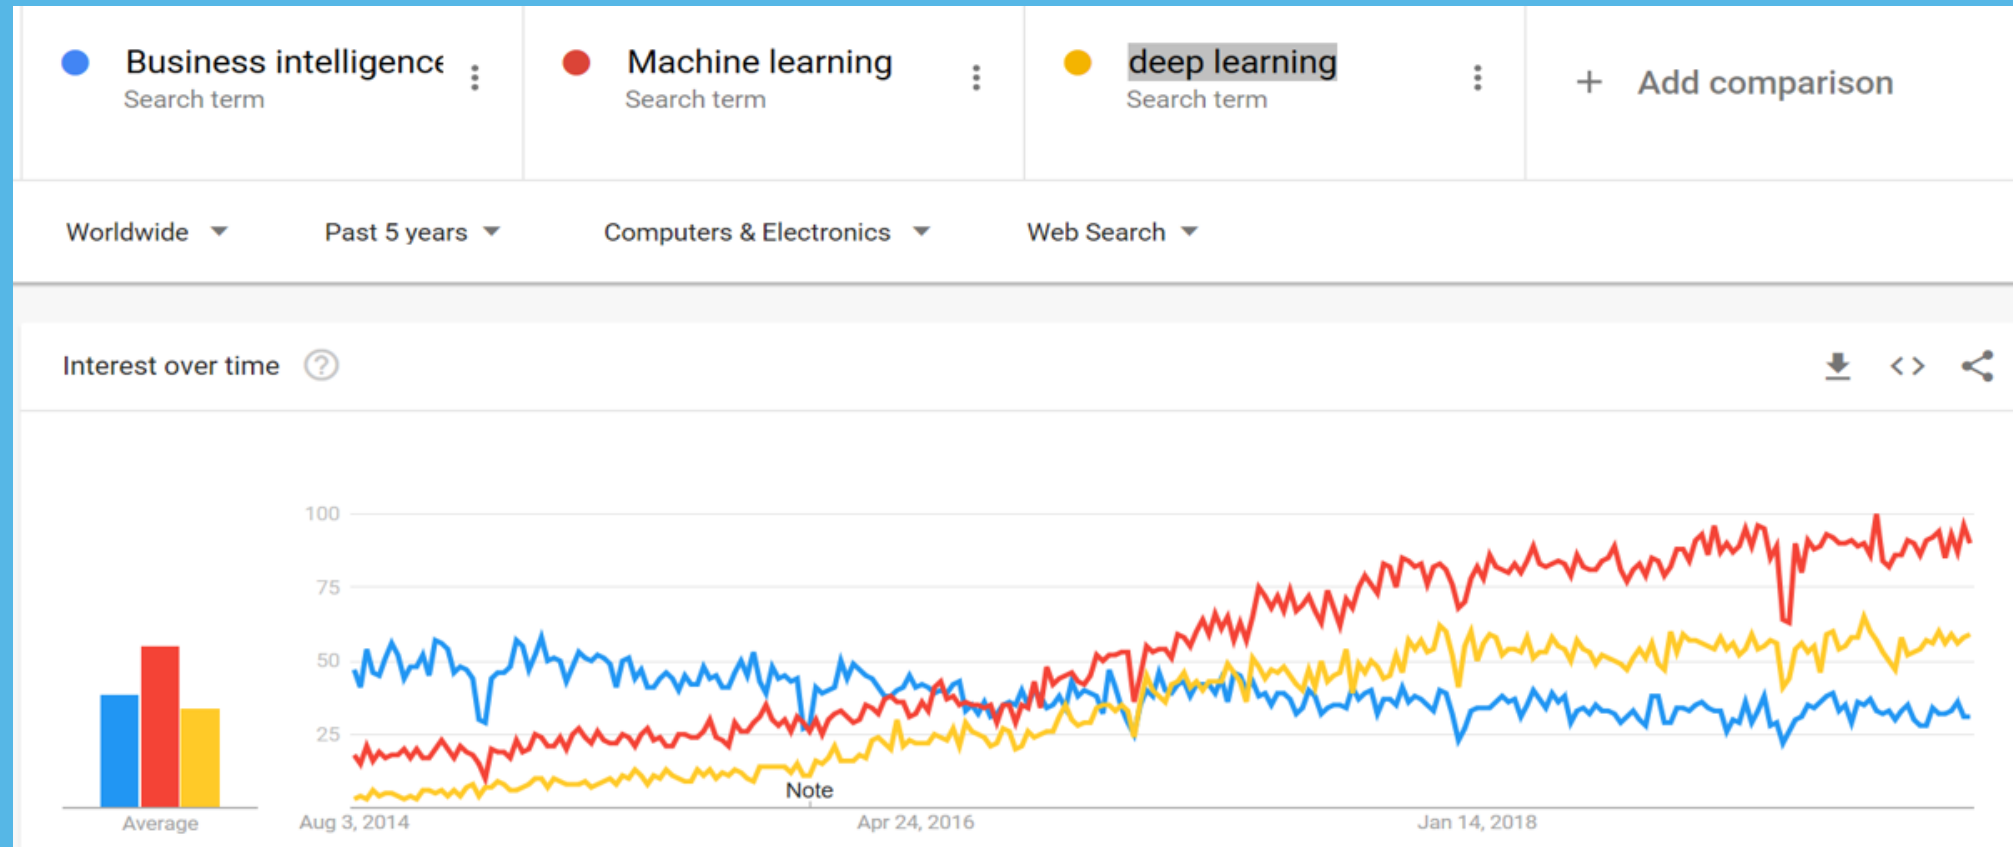 Business intelligence
Search term
Machine learning
Search term
deep learning
Search term
+ Add comparison
Worldwide
Past 5 years
Computers & Electronics
Web Search
Interest over time ?
<>
100
75
50
25
Note
Average
Aug 3, 2014
Apr 24, 2016
Jan 14, 2018